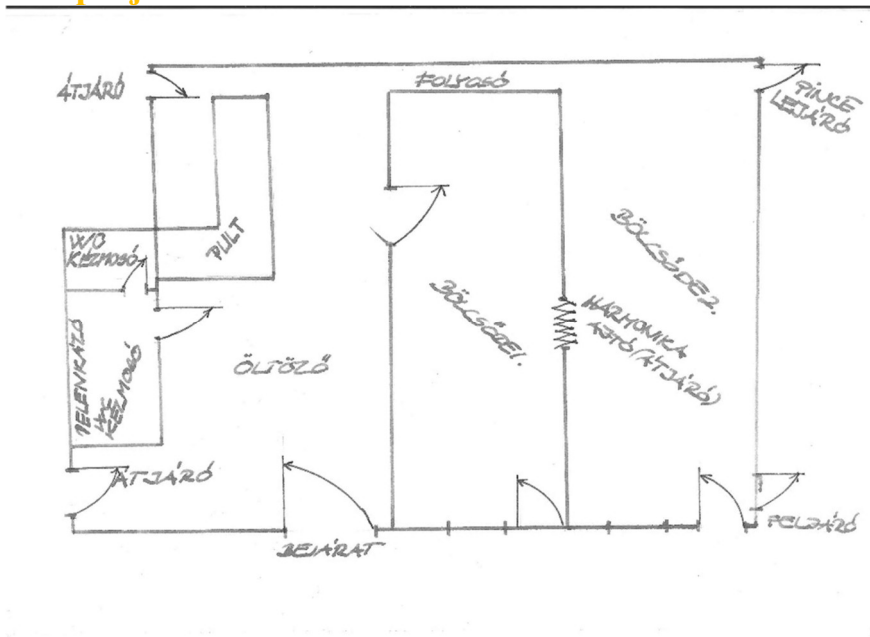 FOLYOSÓ
ÁTJÁRÓ
PINCE
LEJÁRÓ
W/C
KÉZMOSÓ
PULT
BÖLCSŐDE 2.
BÖLCSŐDE 1.
HARMONIKA
AJTÓ (ÁTJÁRÓ)
PELENKÁZÓ
KÉZMOSÓ
ÖLTÖZŐ
ÁTJÁRÓ
BEJÁRAT
FELJÁRÓ